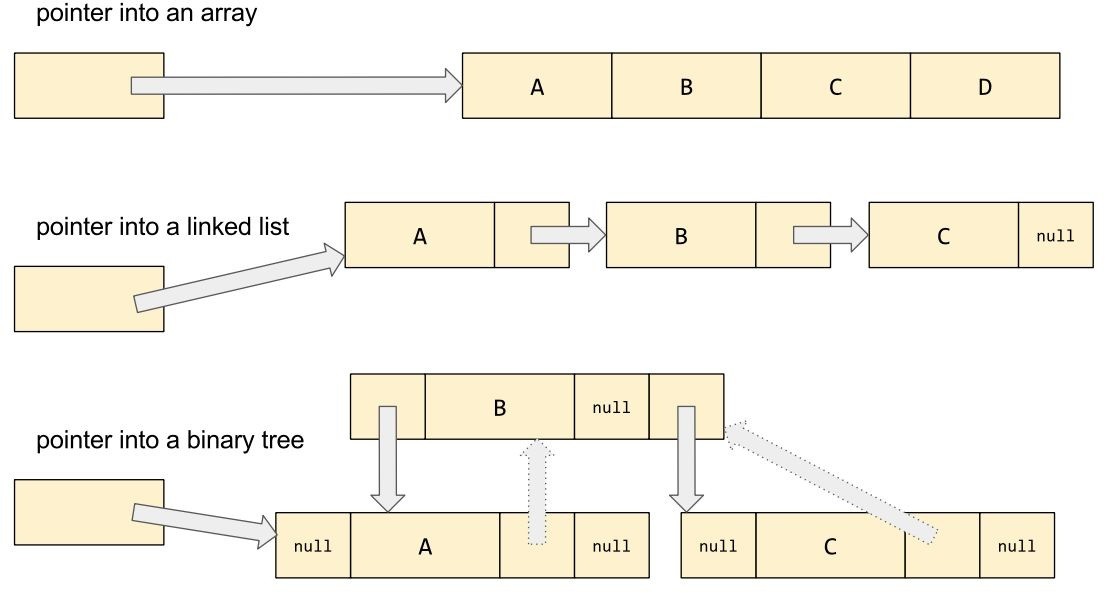 pointer into an array
A B C D
pointer into a linked list
A B C null
B null
pointer into a binary tree
null A null null C null